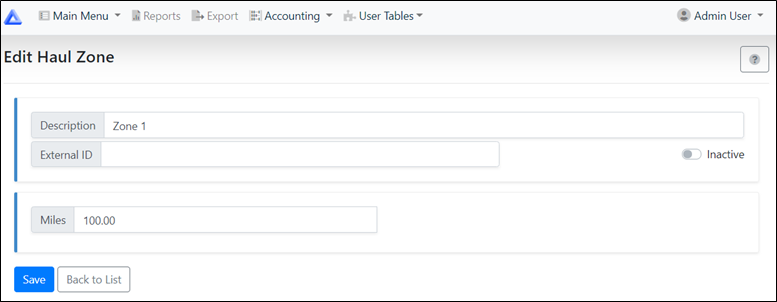 Main Menu Reports Export Accounting User Tables Admin User
Edit Haul Zone
?
Description Zone 1
External ID Inactive
Miles 100.00
Save Back to List